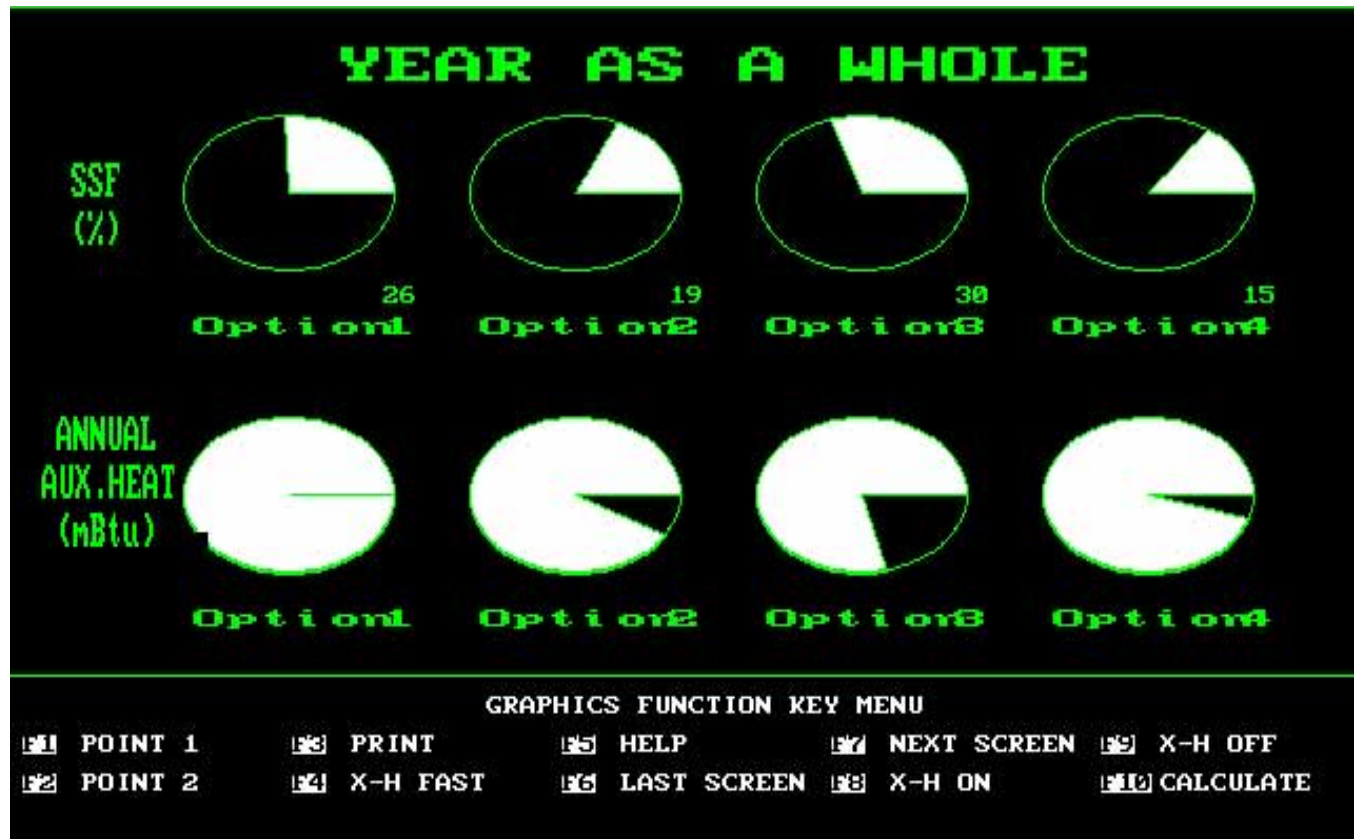 YEAR AS A WHOLE
SSF
(%)
26 19 30 15
Option1 Option2 Option3 Option4
ANNUAL
AUX.HEAT
(mBtu)
Option1 Option2 Option3 Option4
GRAPHICS FUNCTION KEY MENU
F1 POINT 1 F3 PRINT F5 HELP F7 NEXT SCREEN F9 X-H OFF
F2 POINT 2 F4 X-H FAST F6 LAST SCREEN F8 X-H ON F10 CALCULATE